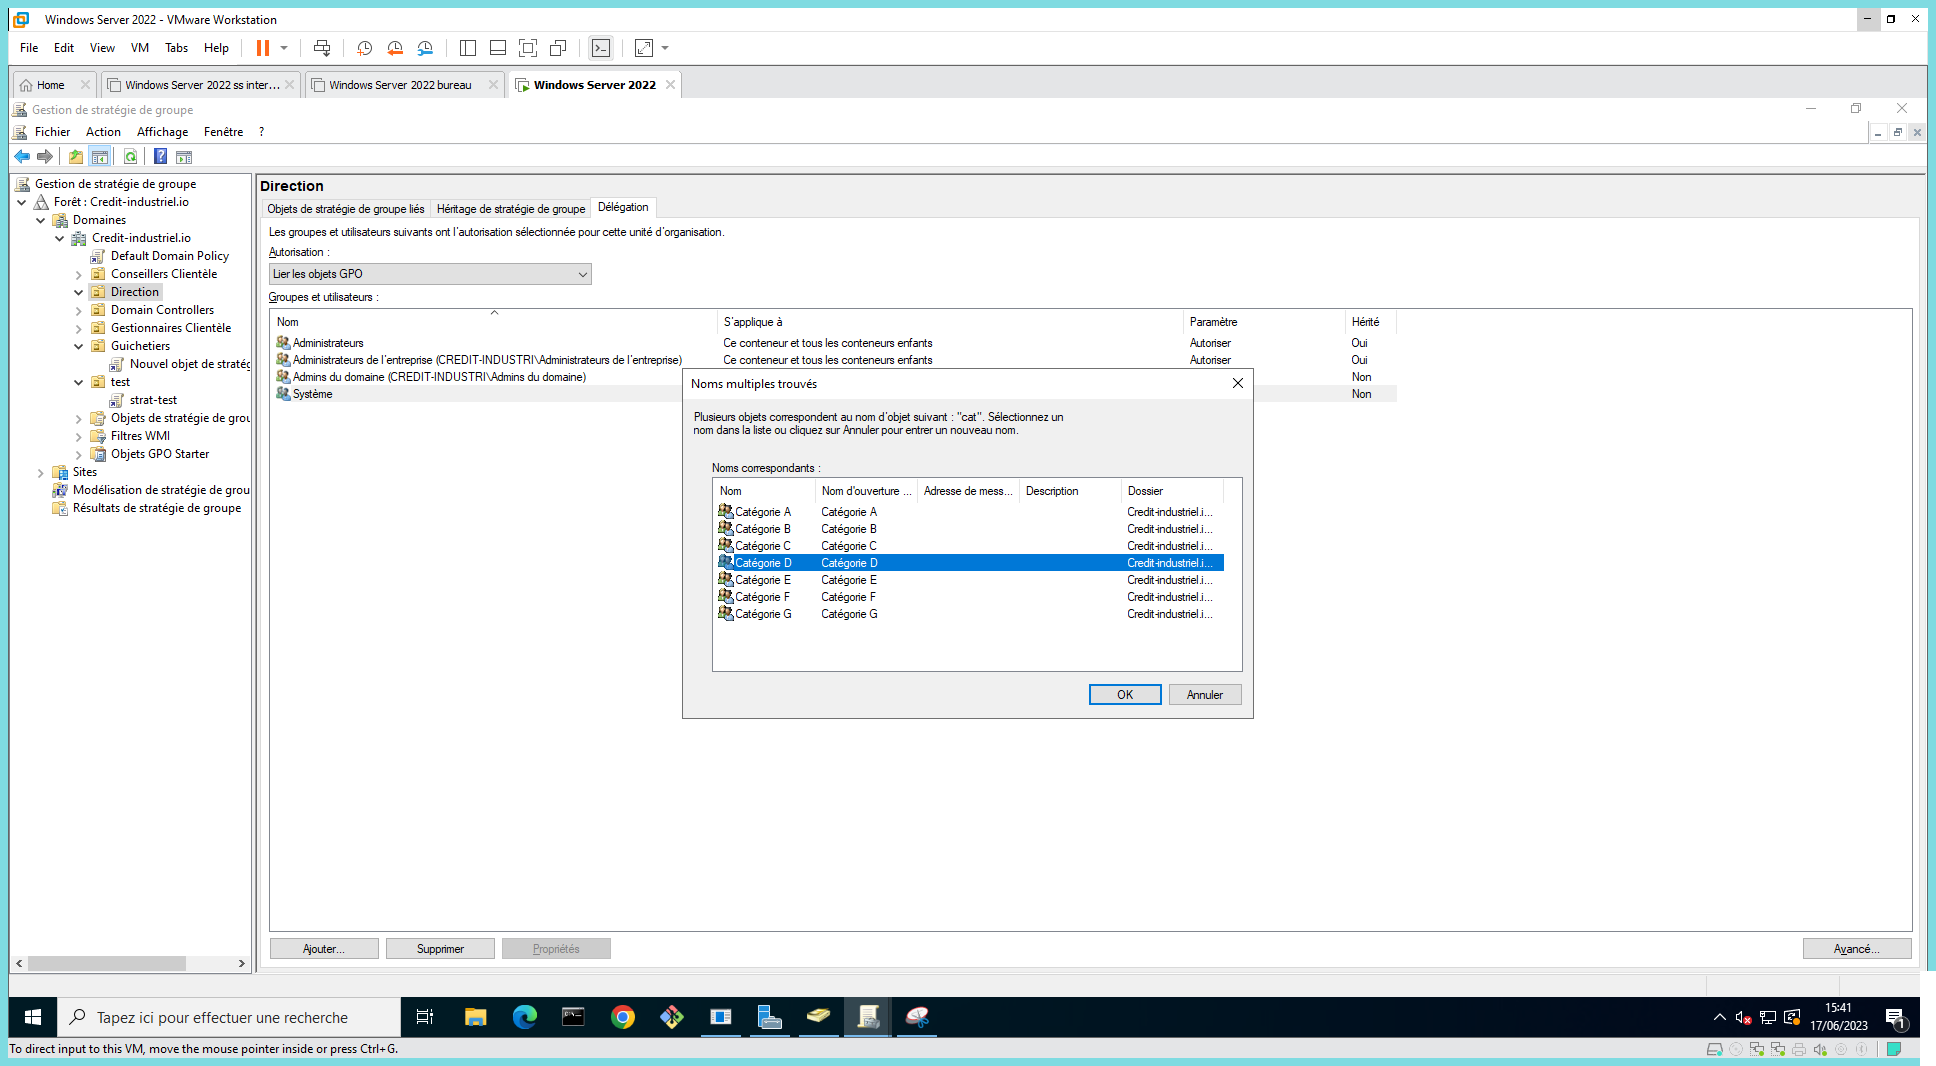 Windows Server 2022 - VMware Workstation
File Edit View VM Tabs Help
Home Windows Server 2022 ss inter... Windows Server 2022 bureau Windows Server 2022
Gestion de stratégie de groupe
Fichier Action Affichage Fenêtre ?
Gestion de stratégie de groupe
Forêt : Credit-industriel.io
Domaines
Credit-industriel.io
Default Domain Policy
Conseillers Clientèle
Direction
Domain Controllers
Gestionnaires Clientèle
Guichetiers
Nouvel objet de stratég
test
strat-test
Objets de stratégie de grou
Filtres WMI
Objets GPO Starter
Sites
Modélisation de stratégie de grou
Résultats de stratégie de groupe
Direction
Objets de stratégie de groupe liés Héritage de stratégie de groupe Délégation
Les groupes et utilisateurs suivants ont l'autorisation sélectionnée pour cette unité d'organisation.
Autorisation :
Lier les objets GPO
Groupes et utilisateurs :
Nom S'applique à Paramètre Hérité
Administrateurs Ce conteneur et tous les conteneurs enfants Autoriser Oui
Administrateurs de l'entreprise (CREDIT-INDUSTRI\Administrateurs de l'entreprise) Ce conteneur et tous les conteneurs enfants Autoriser Oui
Admins du domaine (CREDIT-INDUSTRI\Admins du domaine) Non
Système Non
Noms multiples trouvés
Plusieurs objets correspondent au nom d'objet suivant : "cat". Sélectionnez un
nom dans la liste ou cliquez sur Annuler pour entrer un nouveau nom.
Noms correspondants :
Nom Nom d'ouverture ... Adresse de mess... Description Dossier
Catégorie A Catégorie A Credit-industriel.i...
Catégorie B Catégorie B Credit-industriel.i...
Catégorie C Catégorie C Credit-industriel.i...
Catégorie D Catégorie D Credit-industriel.i...
Catégorie E Catégorie E Credit-industriel.i...
Catégorie F Catégorie F Credit-industriel.i...
Catégorie G Catégorie G Credit-industriel.i...
OK Annuler
Ajouter... Supprimer Propriétés Avancé...
Tapez ici pour effectuer une recherche
15:41
17/06/2023
1
To direct input to this VM, move the mouse pointer inside or press Ctrl+G.